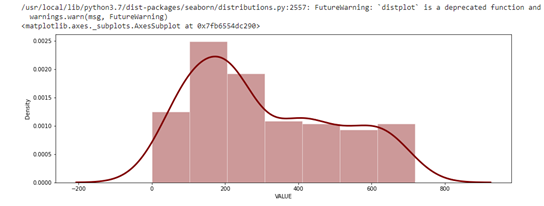 /usr/local/lib/python3.7/dist-packages/seaborn/distributions.py:2557: FutureWarning: `distplot` is a deprecated function and
warnings.warn(msg, FutureWarning)
<matplotlib.axes._subplots.AxesSubplot at 0x7fb6554dc290>
0.0025
0.0020
0.0015
0.0010
0.0005
0.0000
Density
−200 0 200 400 600 800
VALUE